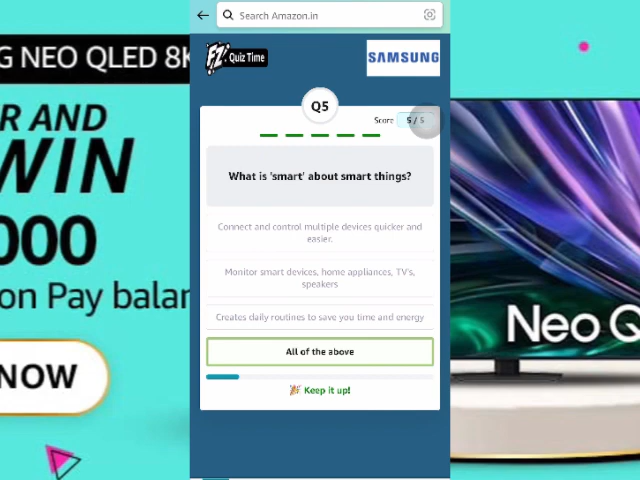 Search Amazon.in
FZ. Quiz Time
SAMSUNG
Q5
Score 5 / 5
What is 'smart' about smart things?
Connect and control multiple devices quicker and
easier.
Monitor smart devices, home appliances, TV's,
speakers
Creates daily routines to save you time and energy
All of the above
Keep it up!
G NEO QLED 8K
R AND
WIN
000
on Pay balan
NOW
Neo Q